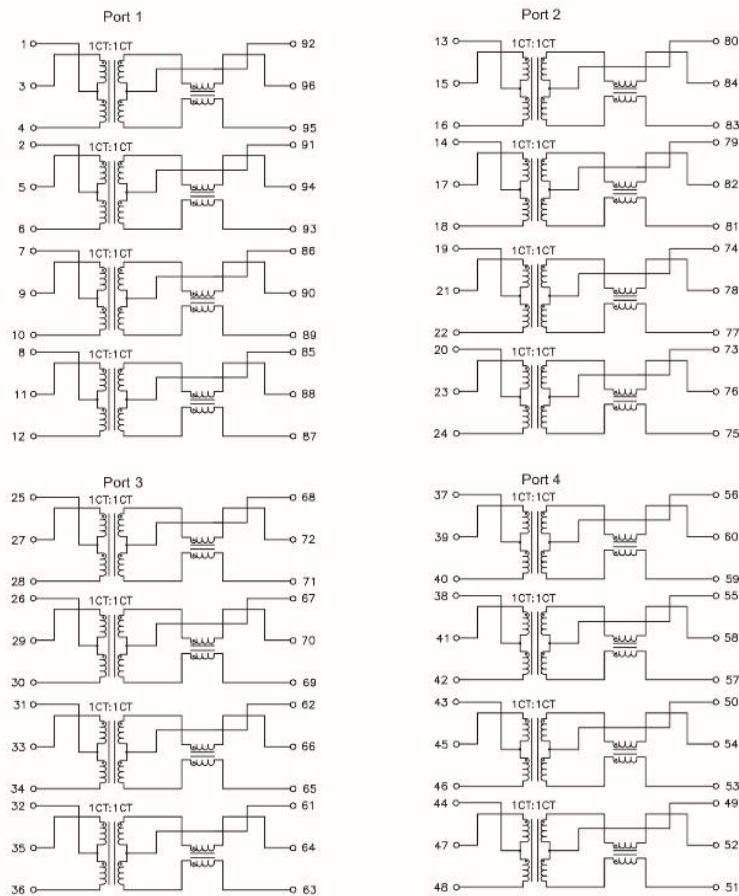 Port 1
1 1CT:1CT 92
3 96
4 95
2 1CT:1CT 91
5 94
6 93
7 1CT:1CT 86
9 90
10 89
8 1CT:1CT 85
11 88
12 87
Port 2
13 1CT:1CT 80
15 84
16 83
14 1CT:1CT 79
17 82
18 81
19 1CT:1CT 74
21 78
22 77
20 1CT:1CT 73
23 76
24 75
Port 3
25 1CT:1CT 68
27 72
28 71
26 1CT:1CT 67
29 70
30 69
31 1CT:1CT 62
33 66
34 65
32 1CT:1CT 61
35 64
36 63
Port 4
37 1CT:1CT 56
39 60
40 59
38 1CT:1CT 55
41 58
42 57
43 1CT:1CT 50
45 54
46 53
44 1CT:1CT 49
47 52
48 51